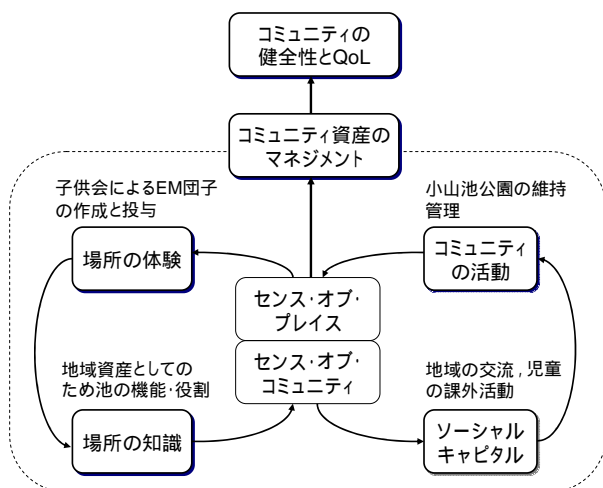 コミュニティの
健全性とQoL
コミュニティ資産の
マネジメント
子供会によるEM団子
の作成と投与
場所の体験
小山池公園の維持
管理
コミュニティ
の活動
センス・オブ・
プレイス
センス・オブ・
コミュニティ
地域資産としての
ため池の機能・役割
場所の知識
地域の交流，児童
の課外活動
ソーシャル
キャピタル